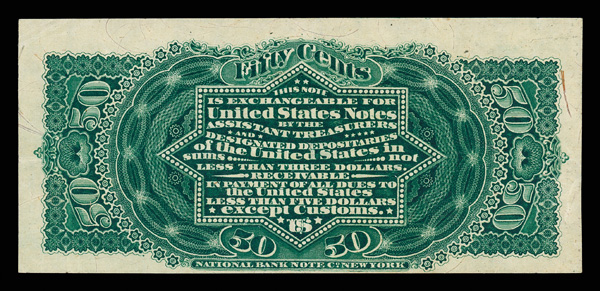 Fifty Cents
THIS NOTE
IS EXCHANGEABLE FOR
United States Notes
BY THE
ASSISTANT TREASURERS
AND
DESIGNATED DEPOSITARIES
of the United States in
sums not
LESS THAN THREE DOLLARS
RECEIVABLE
IN PAYMENT OF ALL DUES TO
the United States
LESS THAN FIVE DOLLARS
except Customs.
50
50
50
50
50 50
NATIONAL BANK NOTE Co. NEW YORK